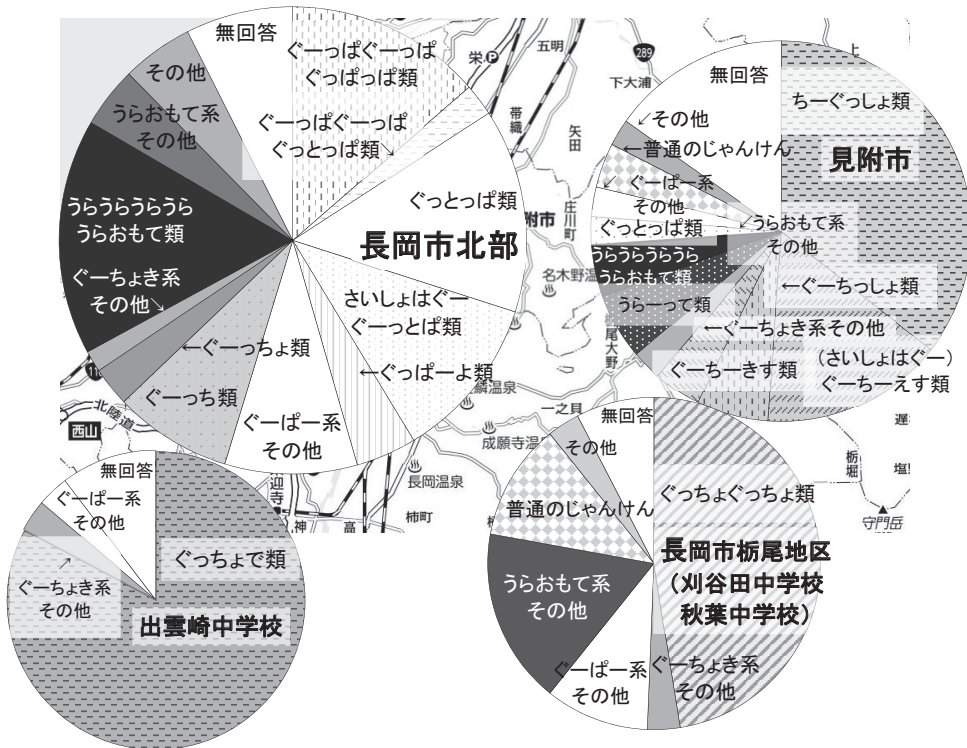 無回答
その他
うらおもて系
その他
うらうらうらうら
うらおもて類
ぐーちょき系
その他↘
ぐーっぱぐーっぱ
ぐっぱっぱ類
ぐーっぱぐーっぱ
ぐっとっぱ類↘
ぐっとっぱ類
長岡市北部
さいしょはぐー
ぐーっとぱ類
←ぐーっちょ類
←ぐっぱーよ類
ぐーっち類
ぐーぱー系
その他
栄
五明
289
下大浦
帯織
矢田
庄川町
附市
名木野温
尾大野
一之貝
成願寺温
長岡温泉
柿町
北陸道
西山
迎寺
神
高
上
栃堀
守門岳
無回答
↙その他
←普通のじゃんけん
ぐーぱー系
その他
ぐっとっぱ類
うらうらうらうら
うらおもて類
うらーって類
ちーぐっしょ類
見附市
↙うらおもて系
その他
←ぐーちっしょ類
←ぐーちょき系その他
ぐーちーきす類
(さいしょはぐー)
ぐーちーえす類
無回答
ぐーぱー系
その他
ぐっちょで類
↗
ぐーちょき系
その他
出雲崎中学校
無回答
その他
普通のじゃんけん
うらおもて系
その他
ぐーぱー系
その他
ぐーちょき系
その他
ぐっちょぐっちょ類
長岡市栃尾地区
(刈谷田中学校
秋葉中学校)